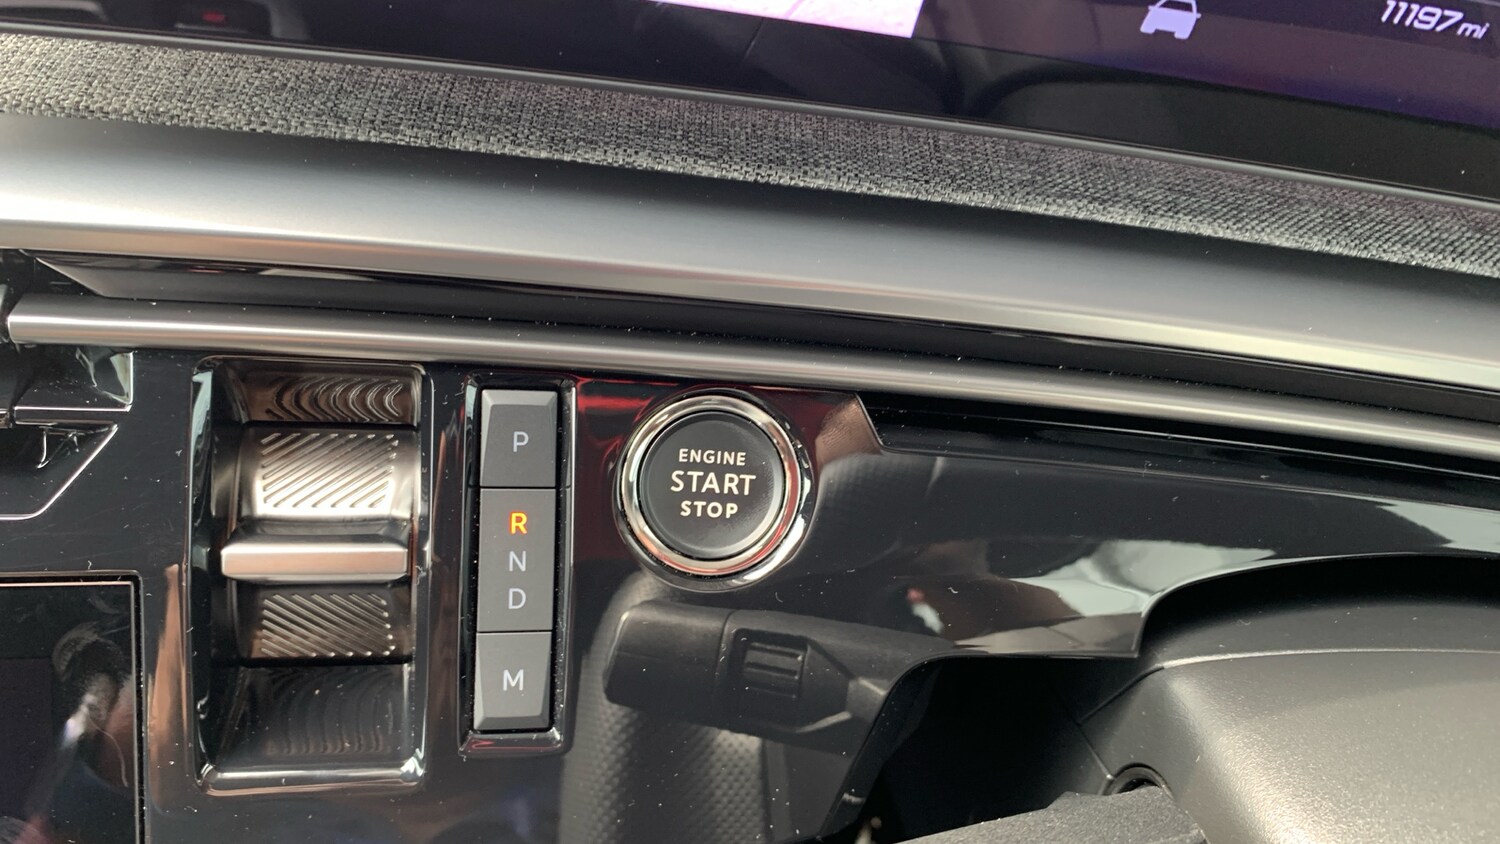 11197mi
P
R
N
D
M
ENGINE
START
STOP